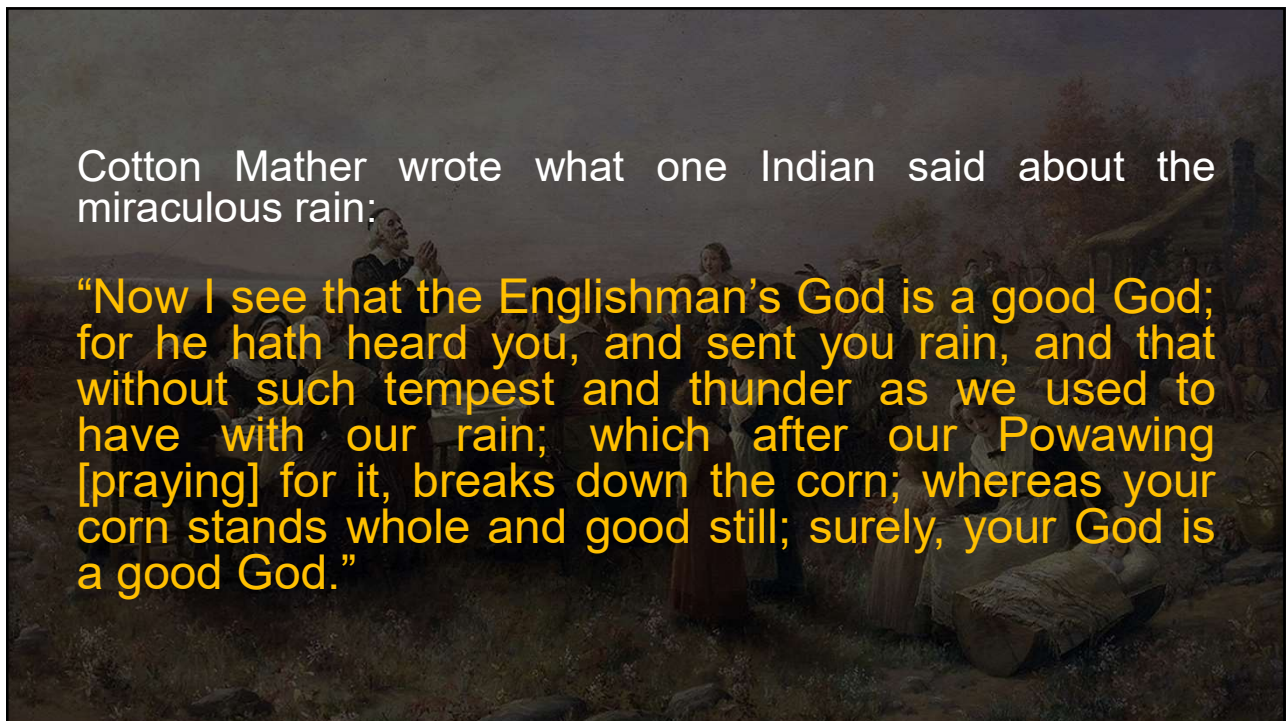 Cotton Mather wrote what one Indian said about the
miraculous rain:
“Now I see that the Englishman’s God is a good God;
for he hath heard you, and sent you rain, and that
without such tempest and thunder as we used to
have with our rain; which after our Powawing
[praying] for it, breaks down the corn; whereas your
corn stands whole and good still; surely, your God is
a good God.”